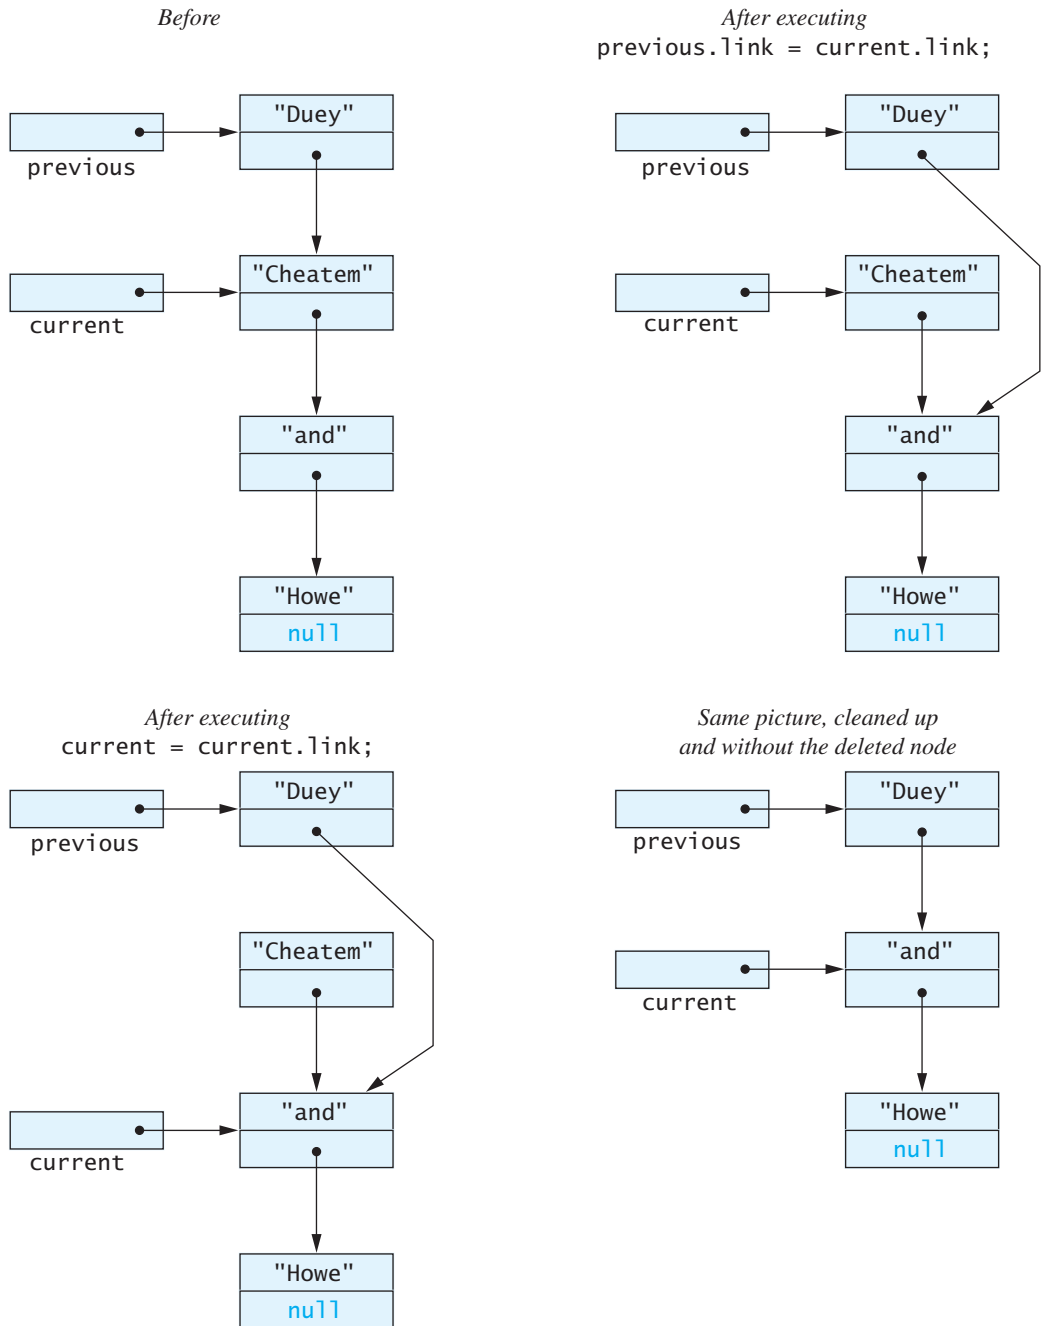 Before
"Duey"
previous
"Cheatem"
current
"and"
"Howe"
null
After executing
previous.link = current.link;
"Duey"
previous
"Cheatem"
current
"and"
"Howe"
null
After executing
current = current.link;
"Duey"
previous
"Cheatem"
"and"
current
"Howe"
null
Same picture, cleaned up
and without the deleted node
"Duey"
previous
"and"
current
"Howe"
null